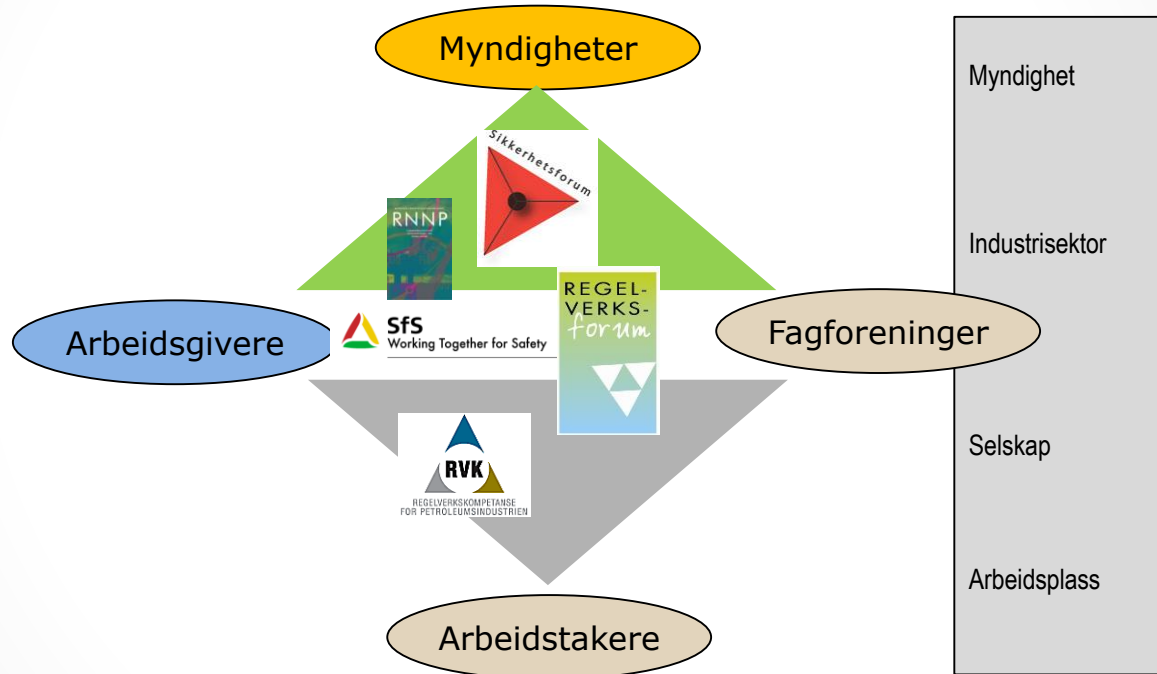 Myndigheter
Myndighet
Sikkerhetsforum
RNNP
Industrisektor
REGEL-
VERKS-
forum
SfS
Working Together for Safety
Arbeidsgivere
Fagforeninger
Selskap
RVK
REGELVERKSKOMPETANSE
FOR PETROLEUMSINDUSTRIEN
Arbeidsplass
Arbeidstakere